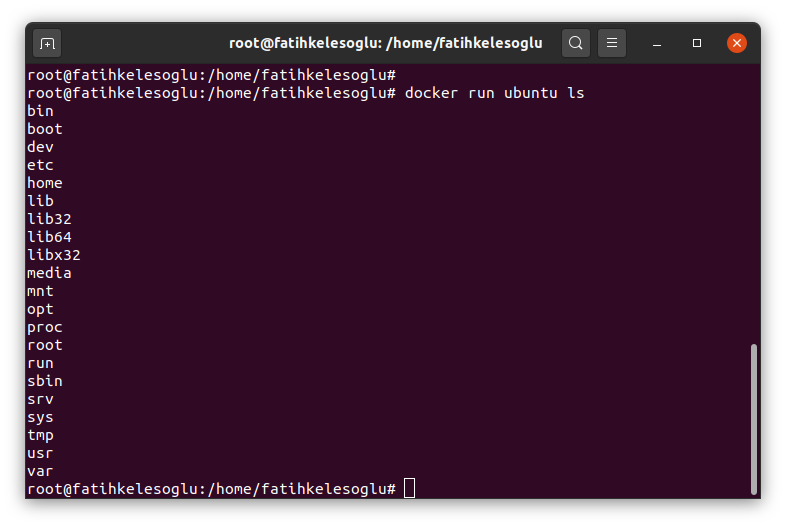 root@fatihkelesoglu: /home/fatihkelesoglu
root@fatihkelesoglu:/home/fatihkelesoglu#
root@fatihkelesoglu:/home/fatihkelesoglu# docker run ubuntu ls
bin
boot
dev
etc
home
lib
lib32
lib64
libx32
media
mnt
opt
proc
root
run
sbin
srv
sys
tmp
usr
var
root@fatihkelesoglu:/home/fatihkelesoglu#